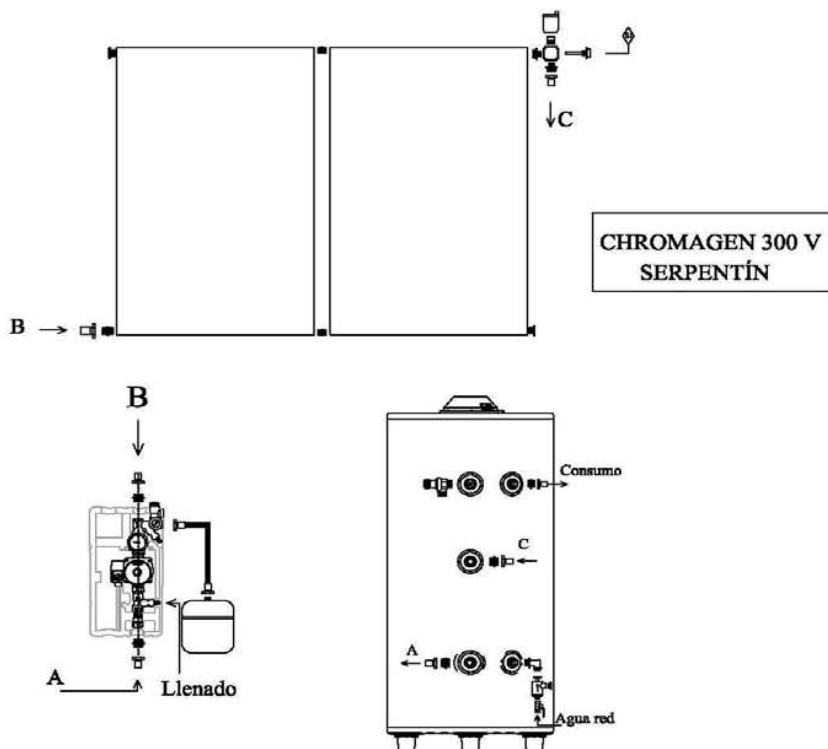 C
CHROMAGEN 300 V
SERPENTÍN
B
B
A
Llenado
Consumo
C
A
Agua red